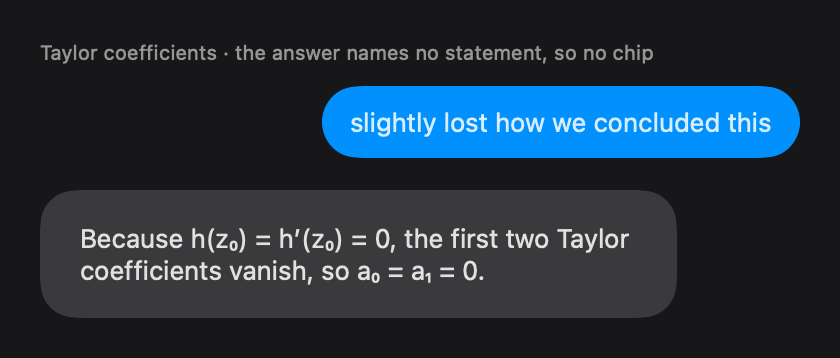 Taylor coefficients · the answer names no statement, so no chip
slightly lost how we concluded this
Because h(z₀) = h′(z₀) = 0, the first two Taylor
coefficients vanish, so a₀ = a₁ = 0.